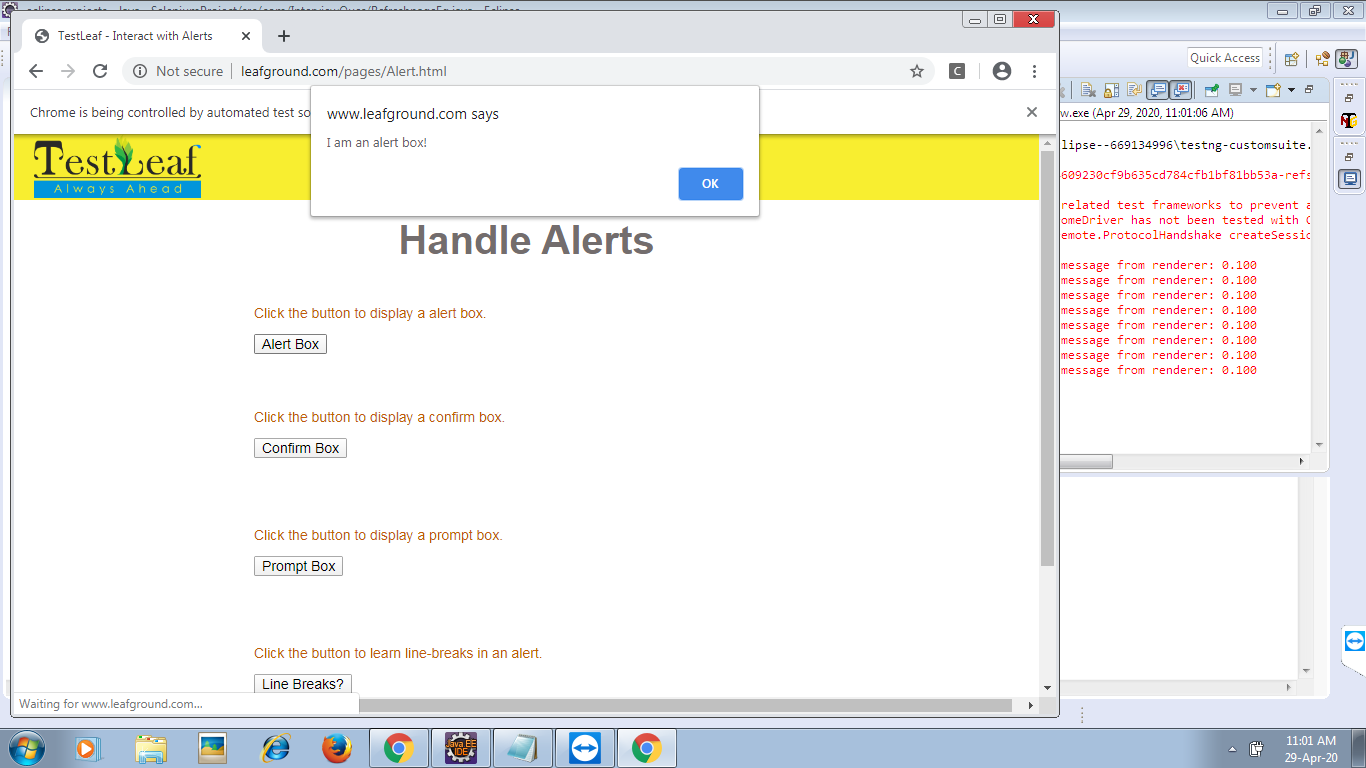 TestLeaf - Interact with Alerts
Not secure
leafground.com/pages/Alert.html
C
Quick Access
Chrome is being controlled by automated test so
www.leafground.com says
I am an alert box!
OK
TestLeaf
Always Ahead
Handle Alerts
Click the button to display a alert box.
Alert Box
Click the button to display a confirm box.
Confirm Box
Click the button to display a prompt box.
Prompt Box
Click the button to learn line-breaks in an alert.
Line Breaks?
Waiting for www.leafground.com...
w.exe (Apr 29, 2020, 11:01:06 AM)
lipse--669134996\testng-customsuite.
609230cf9b635cd784cfb1bf81bb53a-refs
related test frameworks to prevent a
omeDriver has not been tested with C
emote.ProtocolHandshake createSessio
message from renderer: 0.100
message from renderer: 0.100
message from renderer: 0.100
message from renderer: 0.100
message from renderer: 0.100
message from renderer: 0.100
message from renderer: 0.100
message from renderer: 0.100
Java EE
IDE
11:01 AM
29-Apr-20